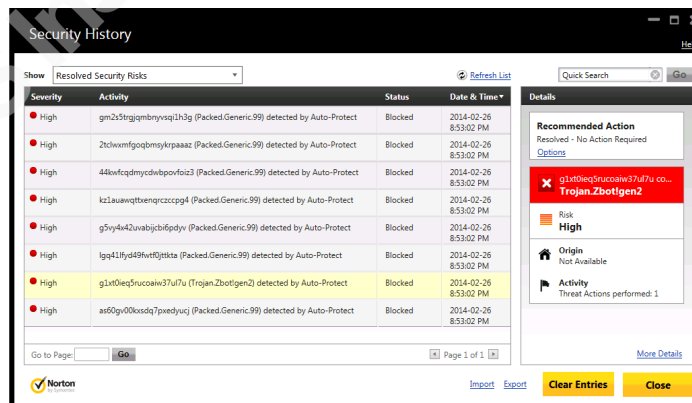 Security History
He
Show Resolved Security Risks Refresh List Quick Search Go
Severity Activity Status Date & Time
High gm2s5trgjqmbnyvsqi1h3g (Packed.Generic.99) detected by Auto-Protect Blocked 2014-02-26
8:53:02 PM
High 2tclwxmfgoqbmsykrpaaaz (Packed.Generic.99) detected by Auto-Protect Blocked 2014-02-26
8:53:02 PM
High 44kwfcqdmycdwbpovfoiz3 (Packed.Generic.99) detected by Auto-Protect Blocked 2014-02-26
8:53:02 PM
High kz1auawqttxenqrczccpg4 (Packed.Generic.99) detected by Auto-Protect Blocked 2014-02-26
8:53:02 PM
High g5vy4x42uvabijcbi6pdyv (Packed.Generic.99) detected by Auto-Protect Blocked 2014-02-26
8:53:02 PM
High lgq41lfyd49fwtf0jttkta (Packed.Generic.99) detected by Auto-Protect Blocked 2014-02-26
8:53:02 PM
High g1xt0ieq5rucoaiw37ul7u (Trojan.Zbot!gen2) detected by Auto-Protect Blocked 2014-02-26
8:53:02 PM
High as60gv00kxsdq7pxedyucj (Packed.Generic.99) detected by Auto-Protect Blocked 2014-02-26
8:53:02 PM
Go to Page: Go Page 1 of 1
Details
Recommended Action
Resolved - No Action Required
Options
g1xt0ieq5rucoaiw37ul7u co...
Trojan.Zbot!gen2
Risk
High
Origin
Not Available
Activity
Threat Actions performed: 1
More Details
Norton
by Symantec
Import Export Clear Entries Close